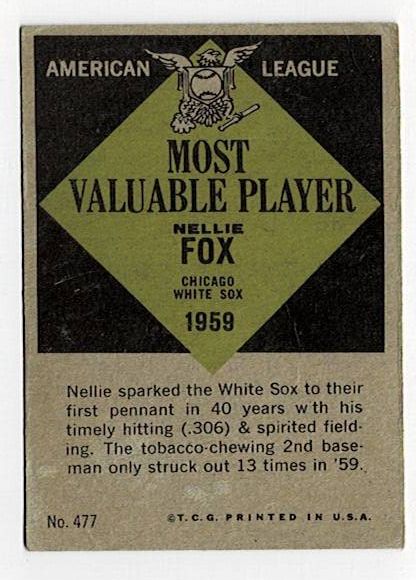 AMERICAN LEAGUE
MOST
VALUABLE PLAYER
NELLIE
FOX
CHICAGO
WHITE SOX
1959
Nellie sparked the White Sox to their
first pennant in 40 years w th his
timely hitting (.306) & spirited field-
ing. The tobacco-chewing 2nd base-
man only struck out 13 times in '59.
No. 477 ©T.C.G. PRINTED IN U.S.A.